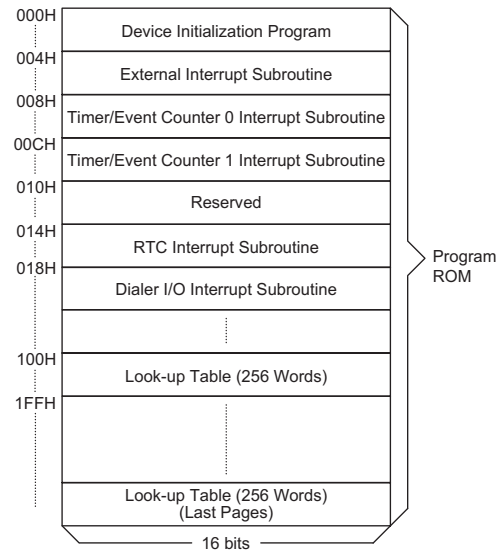 000H
Device Initialization Program
004H
External Interrupt Subroutine
008H
Timer/Event Counter 0 Interrupt Subroutine
00CH
Timer/Event Counter 1 Interrupt Subroutine
010H
Reserved
014H
RTC Interrupt Subroutine
018H
Dialer I/O Interrupt Subroutine
Program
ROM
100H
Look-up Table (256 Words)
1FFH
Look-up Table (256 Words)
(Last Pages)
16 bits